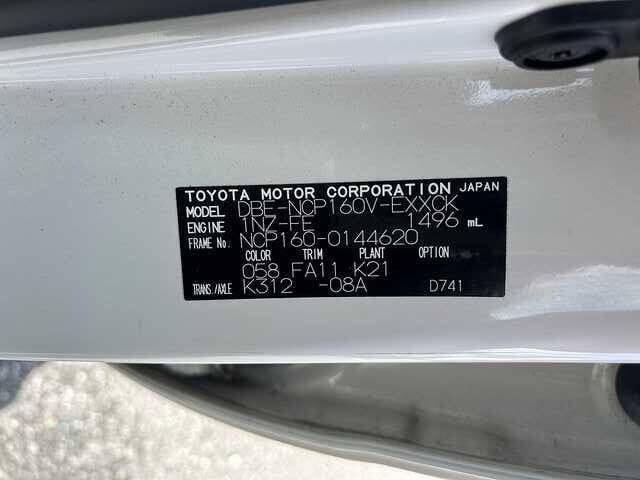 TOYOTA MOTOR CORPORATION JAPAN
MODEL DBE-NCP160V-EXXCK
ENGINE 1NZ-FE 1496 mL
FRAME No. NCP160-0144620
COLOR TRIM PLANT OPTION
058 FA11 K21
TRANS./AXLE K312 -08A D741